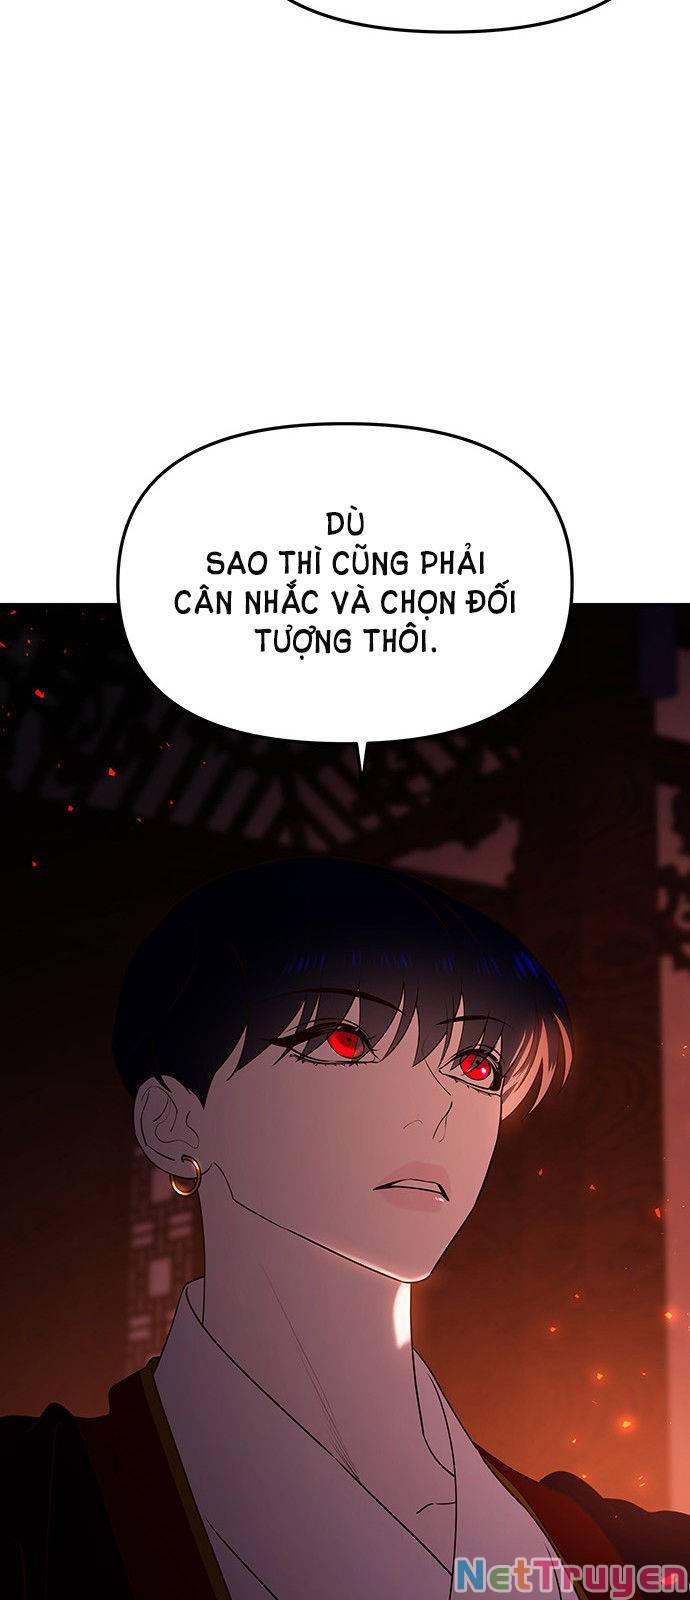 DÙ
SAO THÌ CŨNG PHẢI
CÂN NHẮC VÀ CHỌN ĐỐI
TƯỢNG THÔI.
NetTruyen